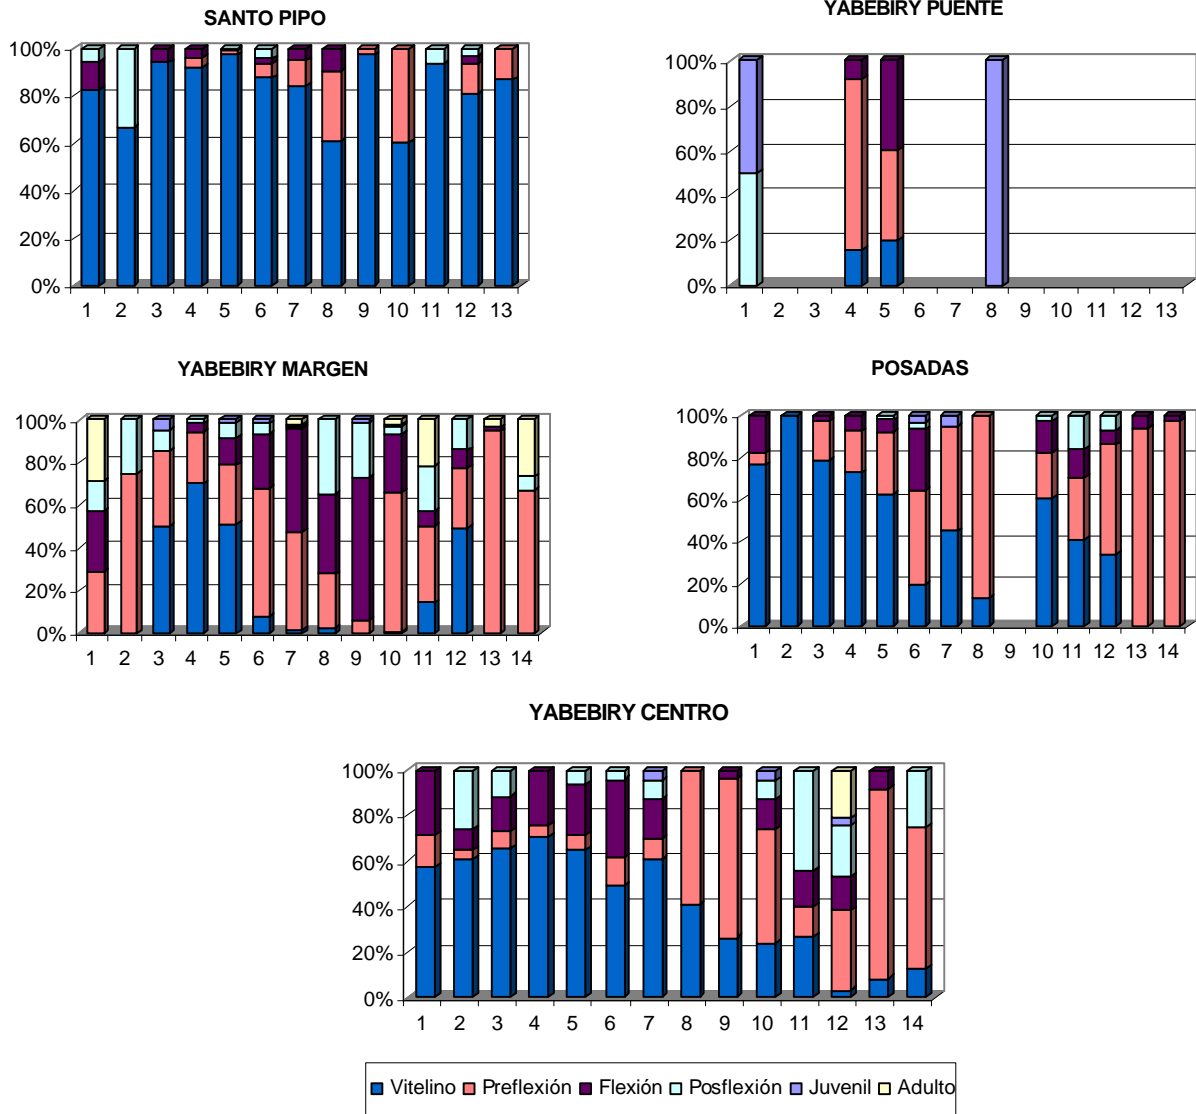 SANTO PIPO
100%
80%
60%
40%
20%
0%
1 2 3 4 5 6 7 8 9 10 11 12 13
YABEBIRY PUENTE
100%
80%
60%
40%
20%
0%
1 2 3 4 5 6 7 8 9 10 11 12 13
YABEBIRY MARGEN
100%
80%
60%
40%
20%
0%
1 2 3 4 5 6 7 8 9 10 11 12 13 14
POSADAS
100%
80%
60%
40%
20%
0%
1 2 3 4 5 6 7 8 9 10 11 12 13 14
YABEBIRY CENTRO
100%
80%
60%
40%
20%
0%
1 2 3 4 5 6 7 8 9 10 11 12 13 14
Vitelino Preflexión Flexión Posflexión Juvenil Adulto